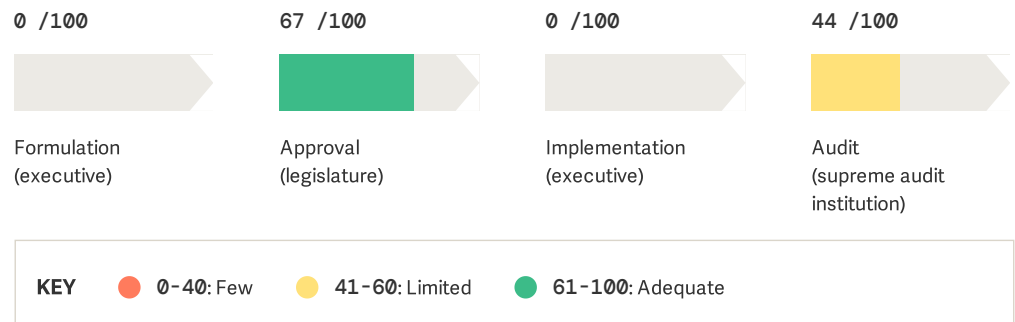 0 /100
67 /100
0 /100
44 /100
Formulation
(executive)
Approval
(legislature)
Implementation
(executive)
Audit
(supreme audit
institution)
KEY
0-40: Few
41-60: Limited
61-100: Adequate